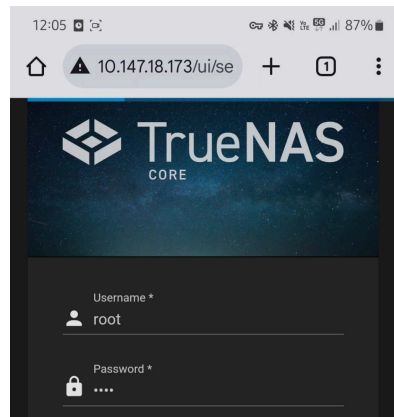 12:05 87%
10.147.18.173/ui/se 1
TrueNAS
CORE
Username *
root
Password *
····